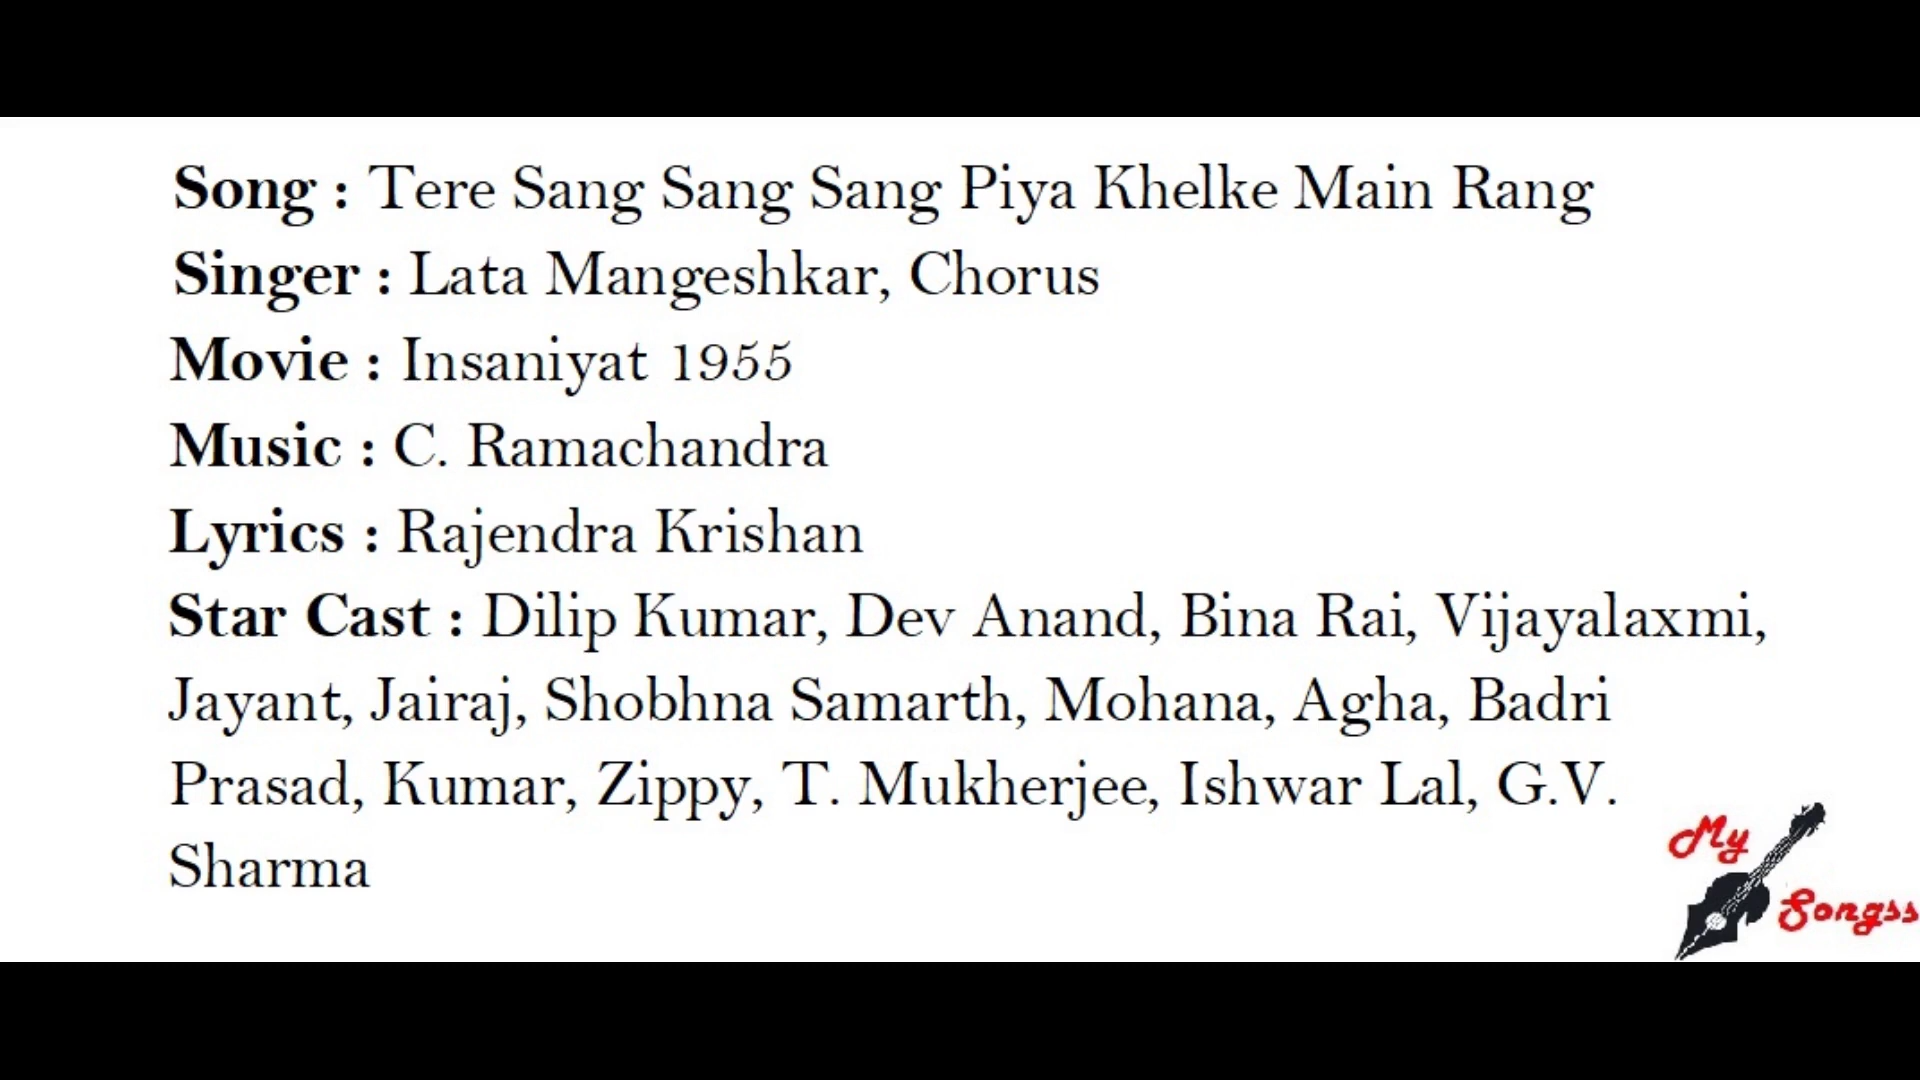 Song : Tere Sang Sang Sang Piya Khelke Main Rang
Singer : Lata Mangeshkar, Chorus
Movie : Insaniyat 1955
Music : C. Ramachandra
Lyrics : Rajendra Krishan
Star Cast : Dilip Kumar, Dev Anand, Bina Rai, Vijayalaxmi,
Jayant, Jairaj, Shobhna Samarth, Mohana, Agha, Badri
Prasad, Kumar, Zippy, T. Mukherjee, Ishwar Lal, G.V.
Sharma
My
Songss